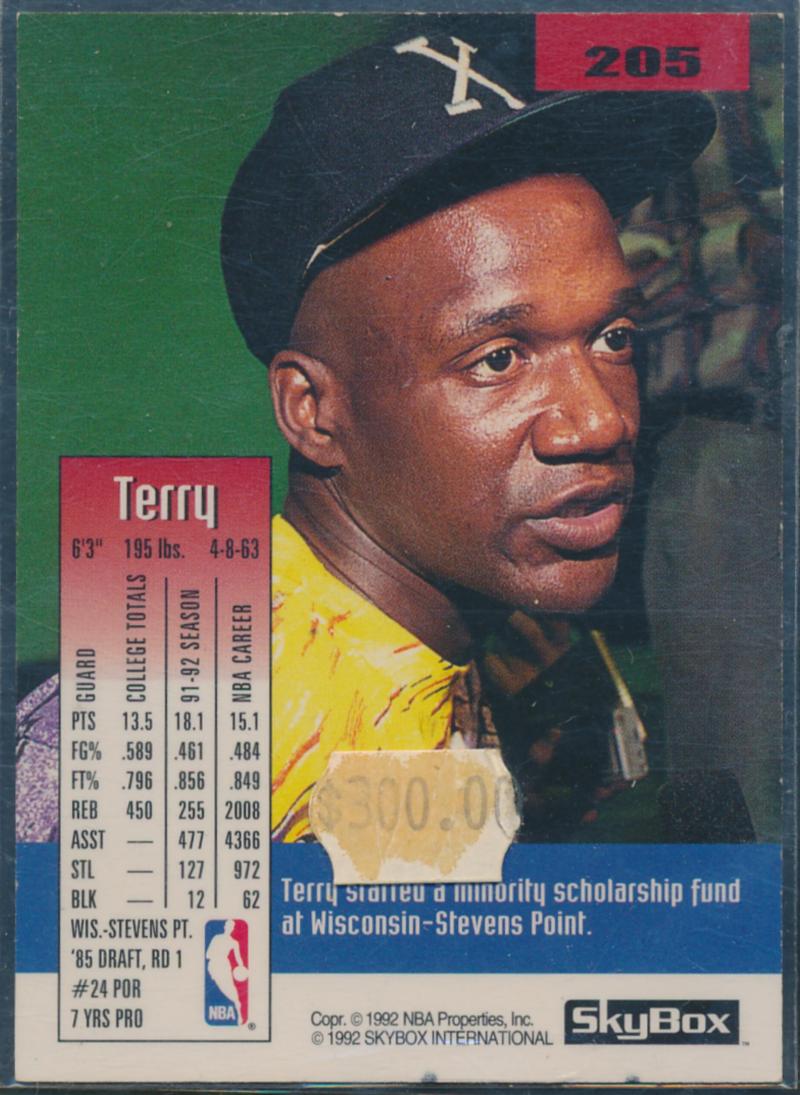 X
205
Terry
6'3" 195 lbs. 4-8-63
GUARD COLLEGE TOTALS 91-92 SEASON NBA CAREER
PTS 13.5 18.1 15.1
FG% .589 .461 .484
FT% .796 .856 .849
REB 450 255 2008
ASST — 477 4366
STL — 127 972
BLK — 12 62
WIS.-STEVENS PT.
'85 DRAFT, RD 1
#24 POR
7 YRS PRO
NBA ®
$300.00
Terry started a minority scholarship fund
at Wisconsin-Stevens Point.
Copr. © 1992 NBA Properties, Inc.
© 1992 SKYBOX INTERNATIONAL
SkyBox ™